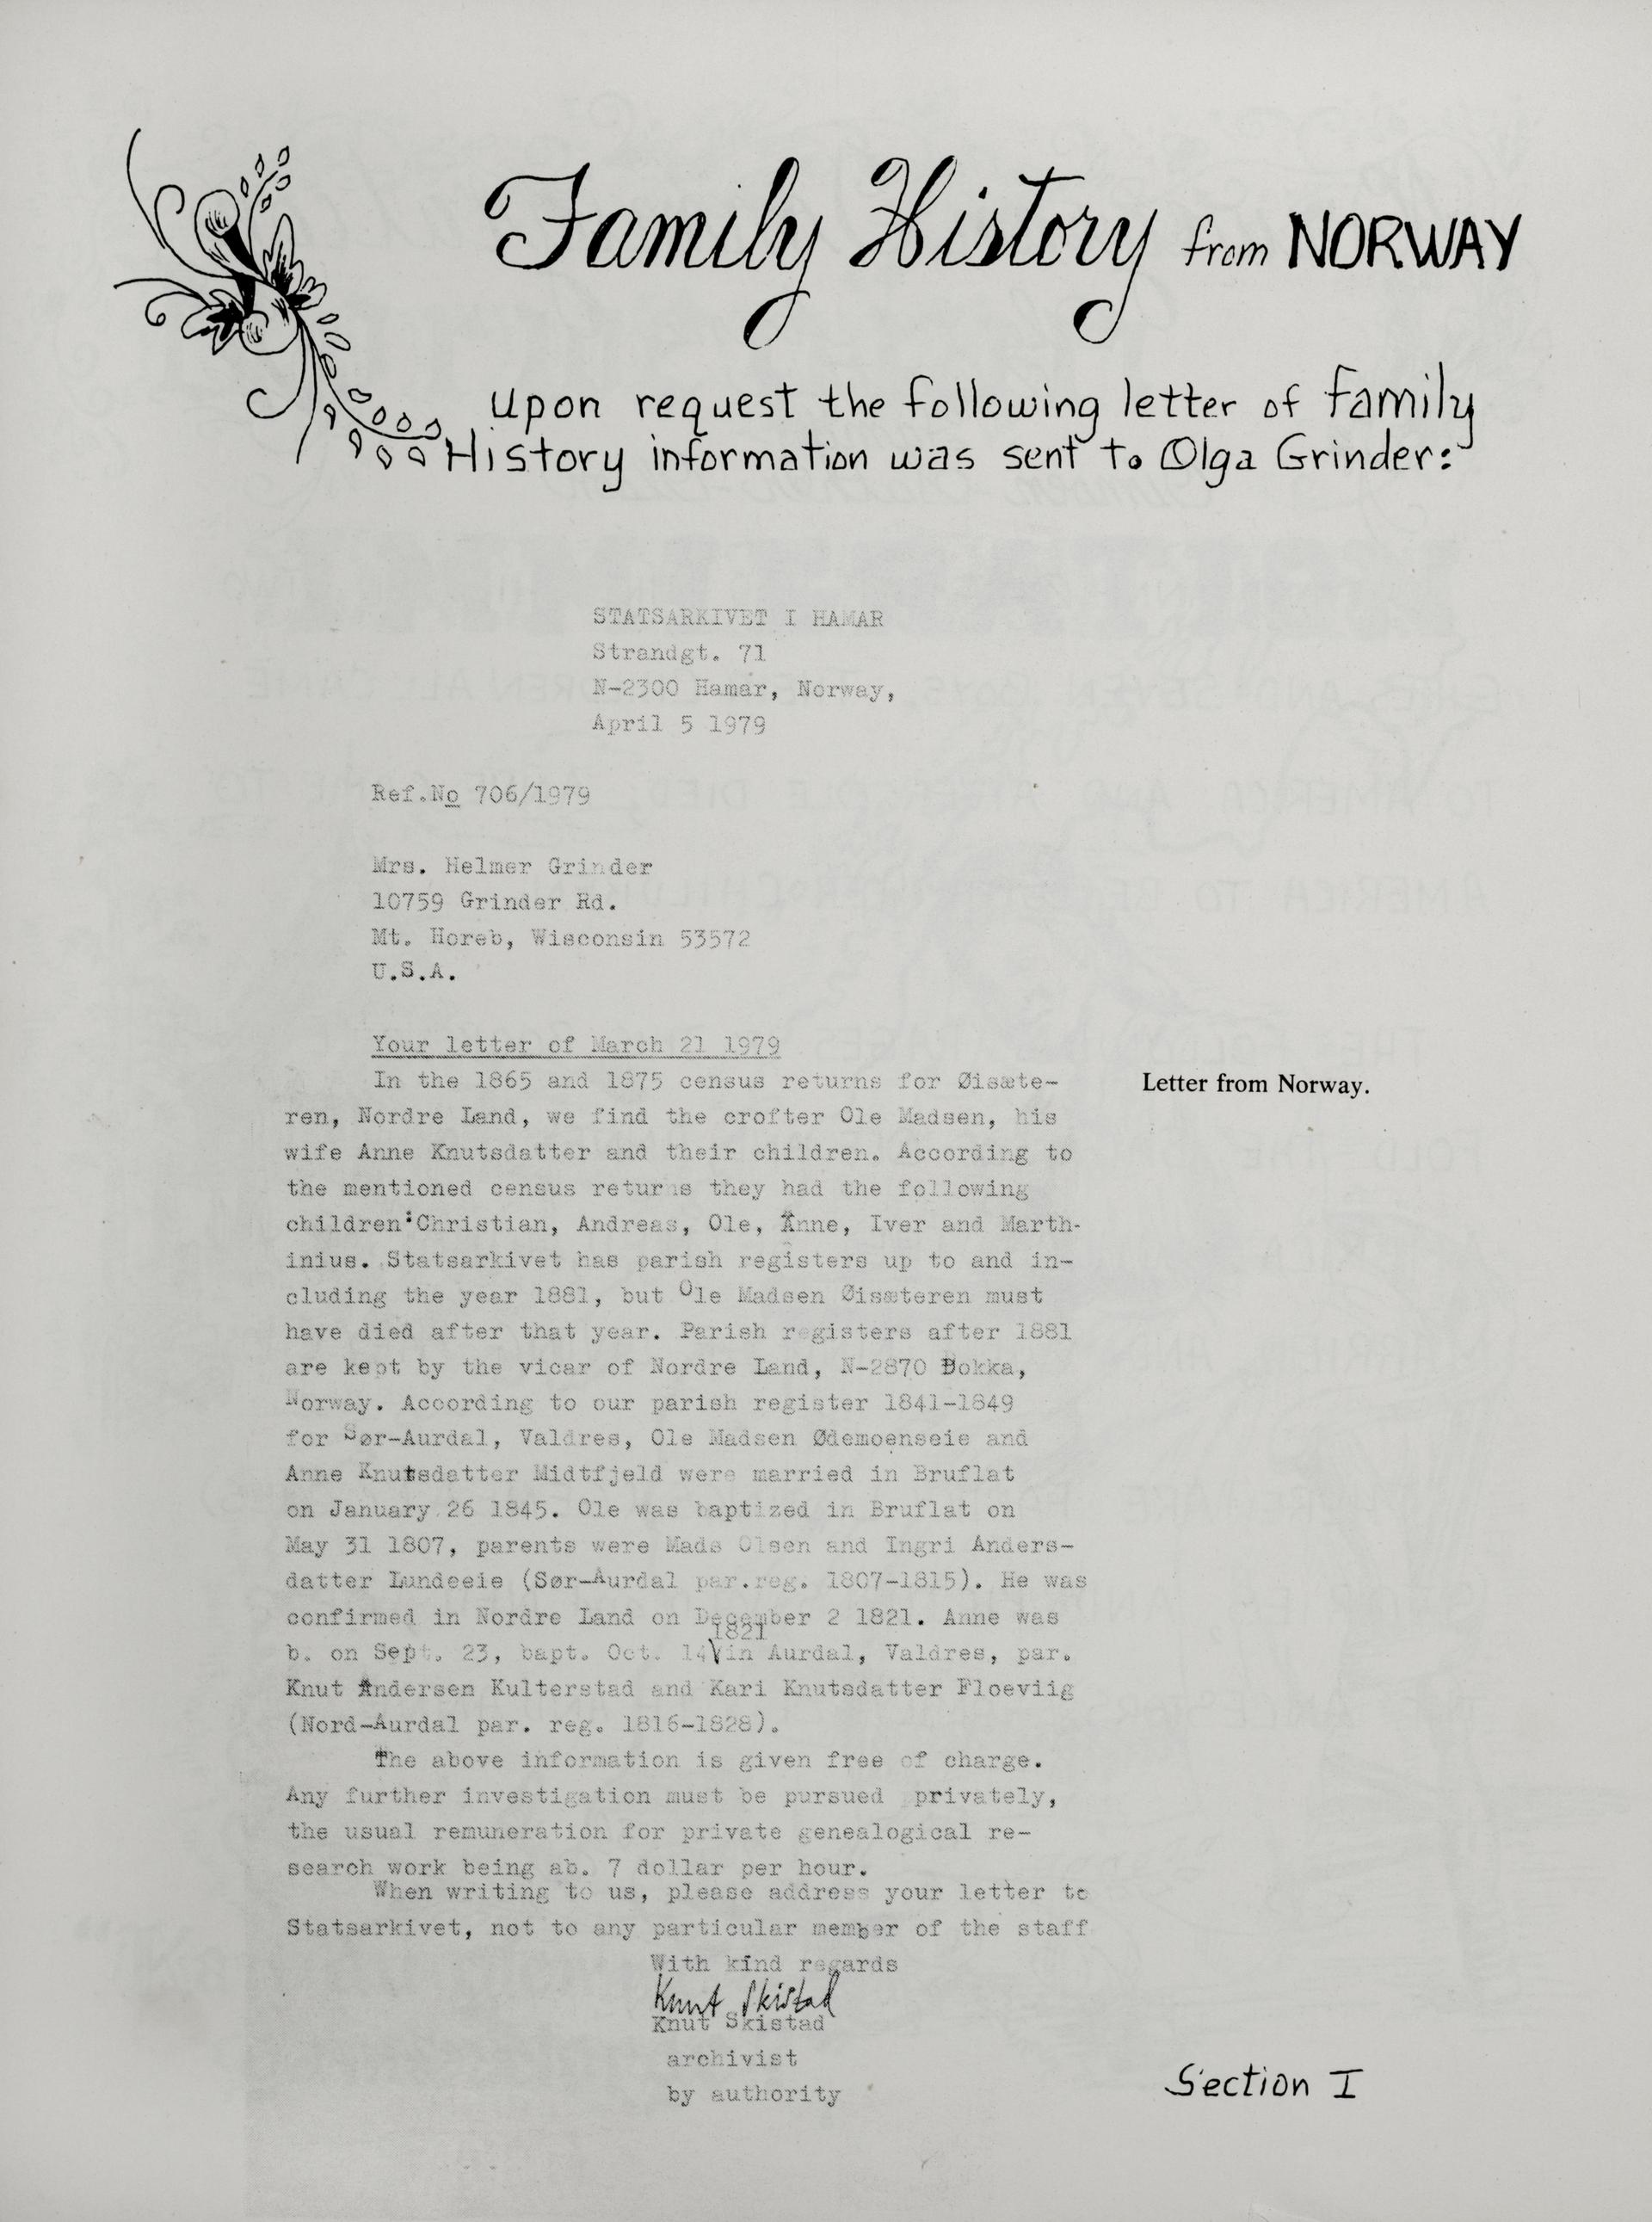 Family History from NORWAY
Upon request the following letter of family
History information was sent to Olga Grinder:
STATSARKIVET I HAMAR
Strandgt. 71
N-2300 Hamar, Norway,
April 5 1979
Ref.No 706/1979
Mrs. Helmer Grinder
10759 Grinder Rd.
Mt. Horeb, Wisconsin 53572
U.S.A.
Your letter of March 21 1979
In the 1865 and 1875 census returns for Øisæte-
ren, Nordre Land, we find the crofter Ole Madsen, his
wife Anne Knutsdatter and their children. According to
the mentioned census returns they had the following
children:Christian, Andreas, Ole, Anne, Iver and Marth-
inius. Statsarkivet has parish registers up to and in-
cluding the year 1881, but Ole Madsen Øisæteren must
have died after that year. Parish registers after 1881
are kept by the vicar of Nordre Land, N-2870 Dokka,
Norway. According to our parish register 1841-1849
for Sør-Aurdal, Valdres, Ole Madsen Ødemoenseie and
Anne Knutsdatter Midtfjeld were married in Bruflat
on January 26 1845. Ole was baptized in Bruflat on
May 31 1807, parents were Mads Olsen and Ingri Anders-
datter Lundeeie (Sør-Aurdal par.reg. 1807-1815). He was
confirmed in Nordre Land on December 2 1821. Anne was
1821
b. on Sept. 23, bapt. Oct. 14\/in Aurdal, Valdres, par.
Knut Andersen Kulterstad and Kari Knutsdatter Floeviig
(Nord-Aurdal par. reg. 1816-1828).
The above information is given free of charge.
Any further investigation must be pursued privately,
the usual remuneration for private genealogical re-
search work being ab. 7 dollar per hour.
When writing to us, please address your letter to
Statsarkivet, not to any particular member of the staff
With kind regards
Knut Skistad
Knut Skistad
archivist
by authority
Letter from Norway.
Section I